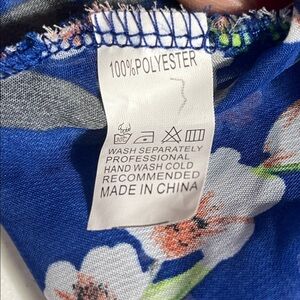 100%POLYESTER
WASH SEPARATELY
PROFESSIONAL
HAND WASH COLD
RECOMMENDED
MADE IN CHINA